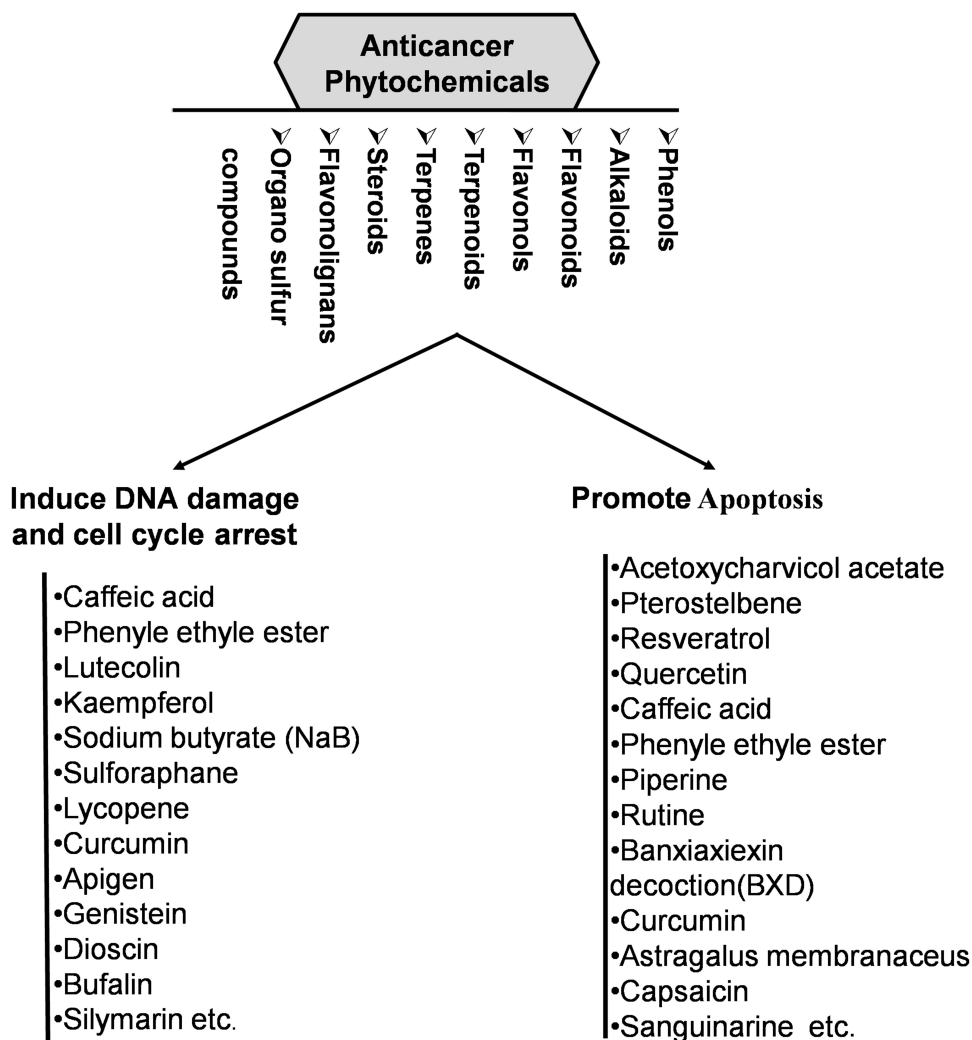 Anticancer
Phytochemicals
➢Phenols
➢Alkaloids
➢Flavonoids
➢Flavonols
➢Terpenoids
➢Terpenes
➢Steroids
➢Flavonolignans
➢Organo sulfur
compounds
Induce DNA damage
and cell cycle arrest
•Caffeic acid
•Phenyle ethyle ester
•Lutecolin
•Kaempferol
•Sodium butyrate (NaB)
•Sulforaphane
•Lycopene
•Curcumin
•Apigen
•Genistein
•Dioscin
•Bufalin
•Silymarin etc.
Promote Apoptosis
•Acetoxycharvicol acetate
•Pterostelbene
•Resveratrol
•Quercetin
•Caffeic acid
•Phenyle ethyle ester
•Piperine
•Rutine
•Banxiaxiexin
decoction(BXD)
•Curcumin
•Astragalus membranaceus
•Capsaicin
•Sanguinarine etc.